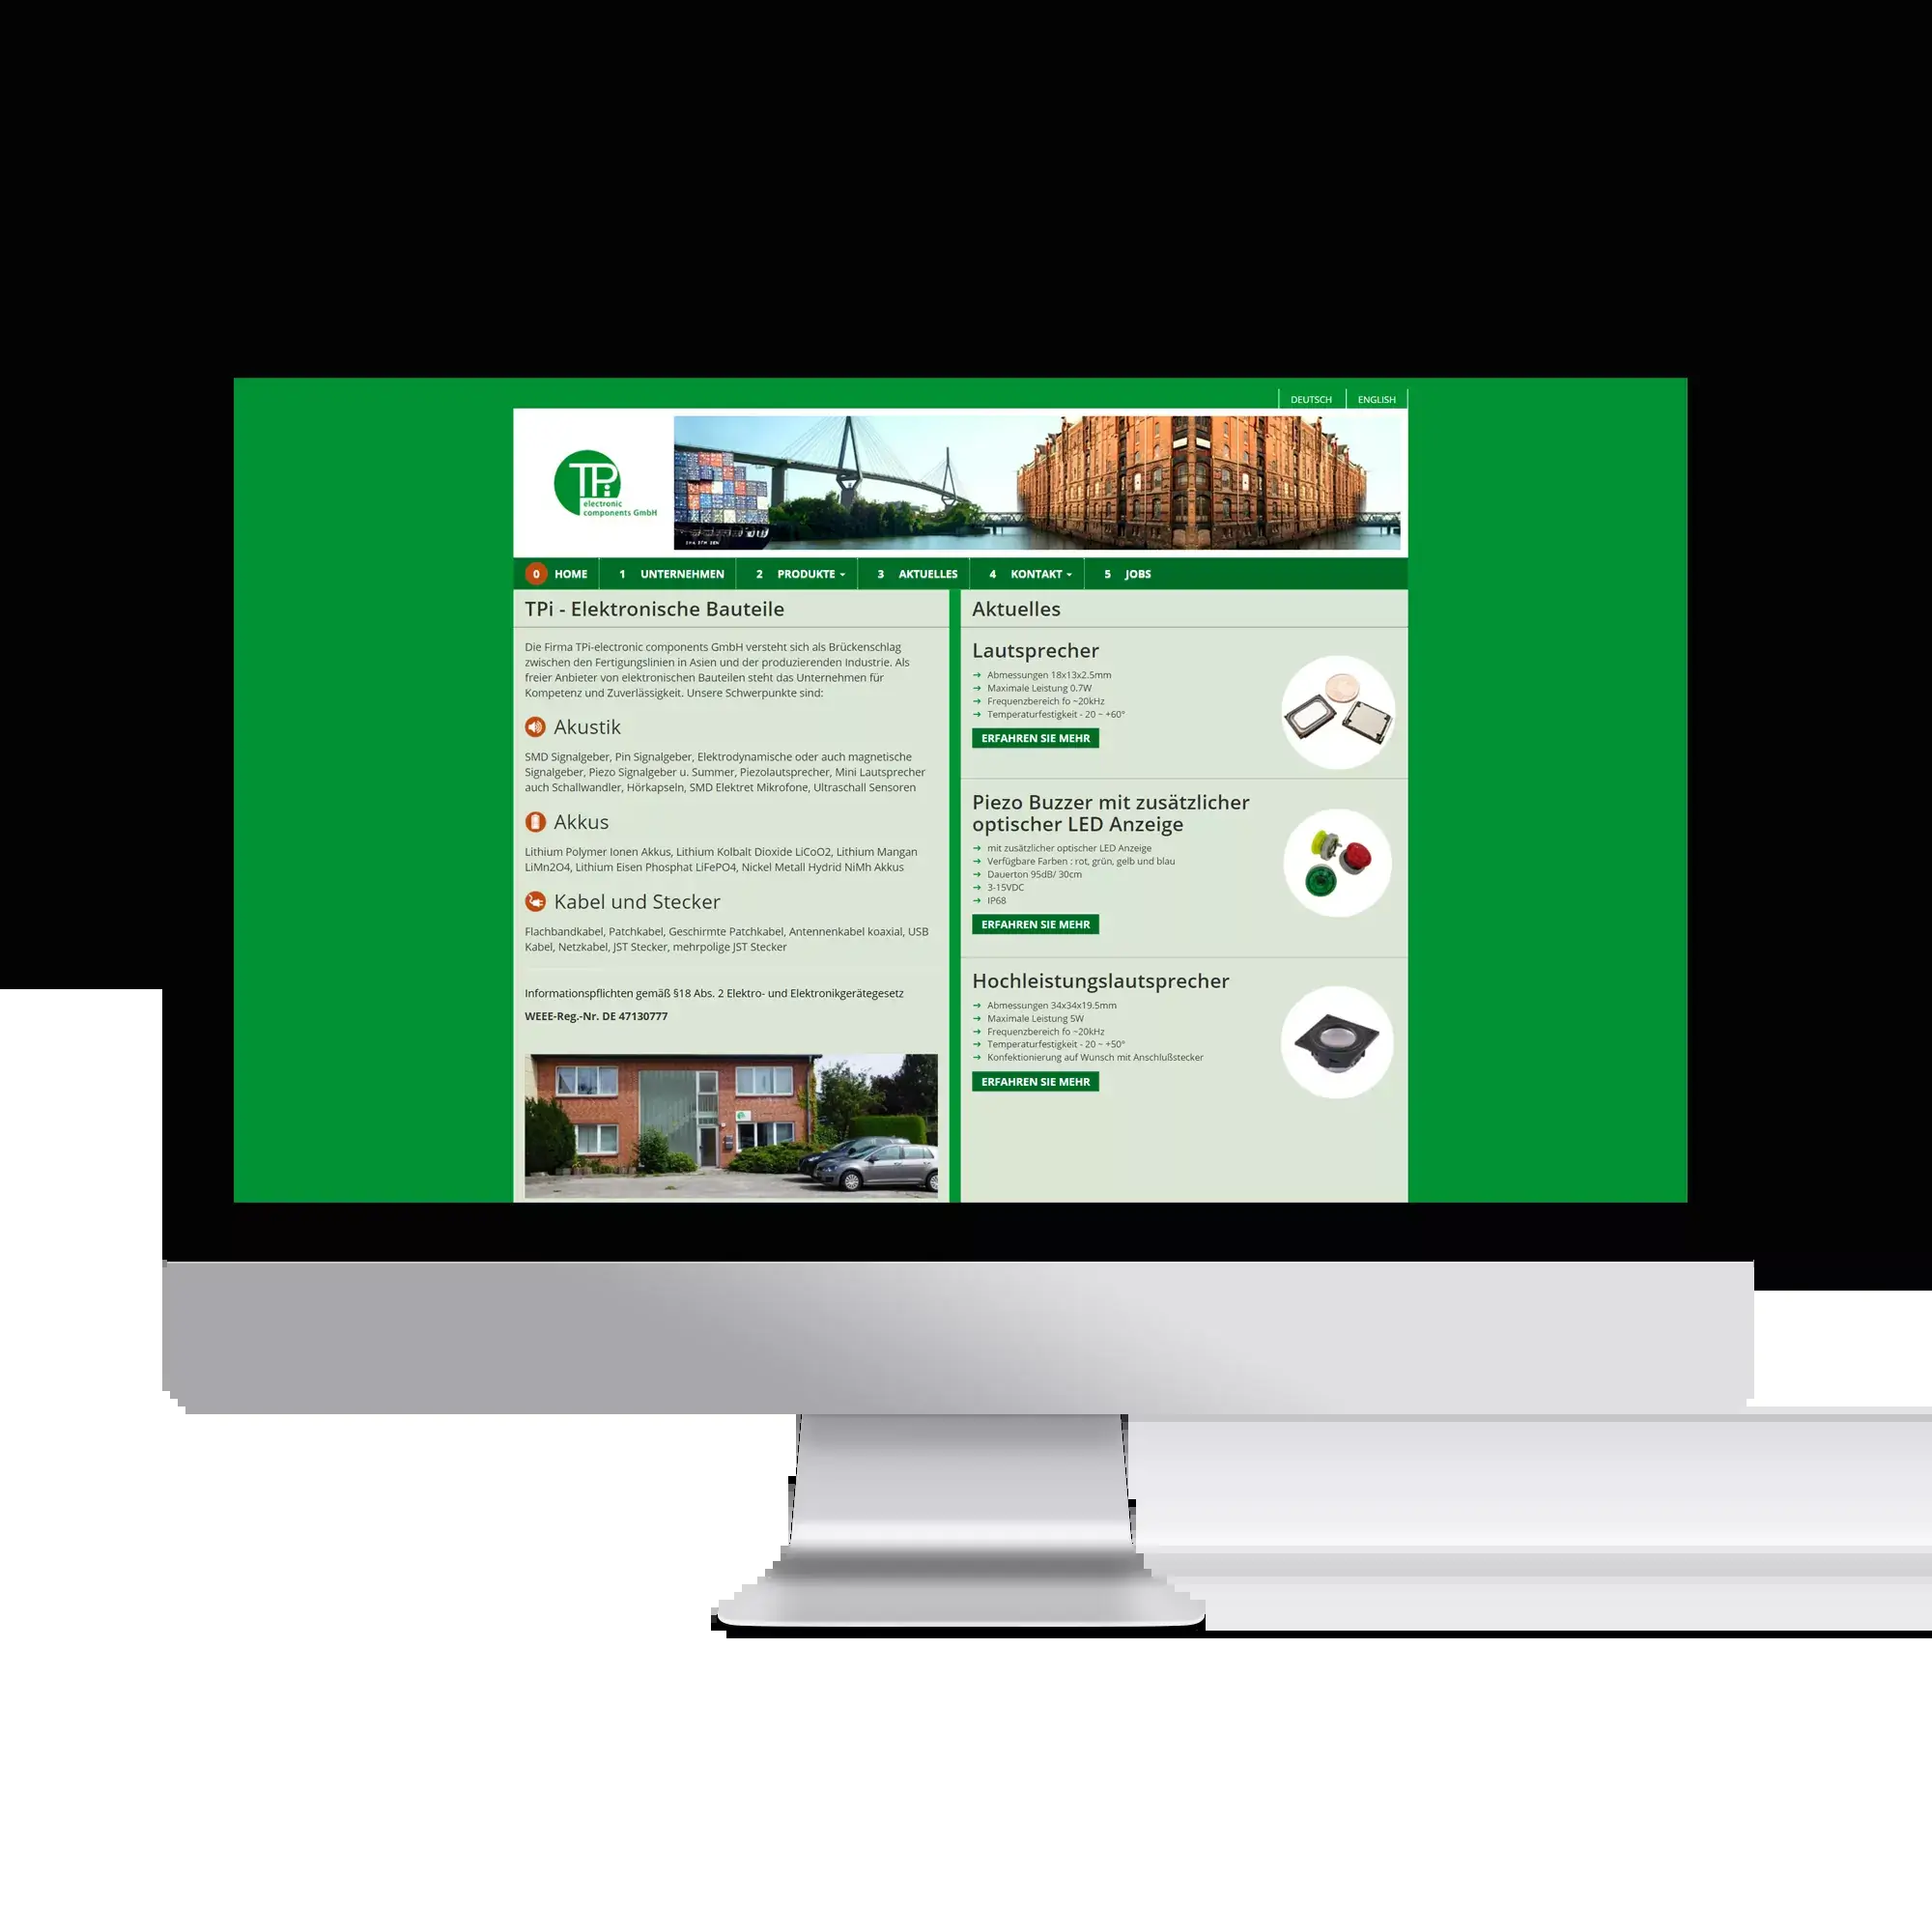 DEUTSCH
ENGLISH
TPi
electronic
components GmbH
0 HOME
1 UNTERNEHMEN
2 PRODUKTE
3 AKTUELLES
4 KONTAKT
5 JOBS
TPi - Elektronische Bauteile
Die Firma TPi-electronic components GmbH versteht sich als Brückenschlag
zwischen den Fertigungslinien in Asien und der produzierenden Industrie. Als
freier Anbieter von elektronischen Bauteilen steht das Unternehmen für
Kompetenz und Zuverlässigkeit. Unsere Schwerpunkte sind:
Akustik
SMD Signalgeber, Pin Signalgeber, Elektrodynamische oder auch magnetische
Signalgeber, Piezo Signalgeber u. Summer, Piezolautsprecher, Mini Lautsprecher
auch Schallwandler, Hörkapseln, SMD Elektret Mikrofone, Ultraschall Sensoren
Akkus
Lithium Polymer Ionen Akkus, Lithium Kolbalt Dioxide LiCoO2, Lithium Mangan
LiMn2O4, Lithium Eisen Phosphat LiFePO4, Nickel Metall Hydrid NiMh Akkus
Kabel und Stecker
Flachbandkabel, Patchkabel, Geschirmte Patchkabel, Antennenkabel koaxial, USB
Kabel, Netzkabel, JST Stecker, mehrpolige JST Stecker
Informationspflichten gemäß §18 Abs. 2 Elektro- und Elektronikgerätegesetz
WEEE-Reg.-Nr. DE 47130777
Aktuelles
Lautsprecher
➔ Abmessungen 18x13x2.5mm
➔ Maximale Leistung 0.7W
➔ Frequenzbereich fo ~20kHz
➔ Temperaturfestigkeit - 20 ~ +60°
ERFAHREN SIE MEHR
Piezo Buzzer mit zusätzlicher
optischer LED Anzeige
➔ mit zusätzlicher optischer LED Anzeige
➔ Verfügbare Farben : rot, grün, gelb und blau
➔ Dauerton 95dB/ 30cm
➔ 3-15VDC
➔ IP68
ERFAHREN SIE MEHR
Hochleistungslautsprecher
➔ Abmessungen 34x34x19.5mm
➔ Maximale Leistung 5W
➔ Frequenzbereich fo ~20kHz
➔ Temperaturfestigkeit - 20 ~ +50°
➔ Konfektionierung auf Wunsch mit Anschlußstecker
ERFAHREN SIE MEHR